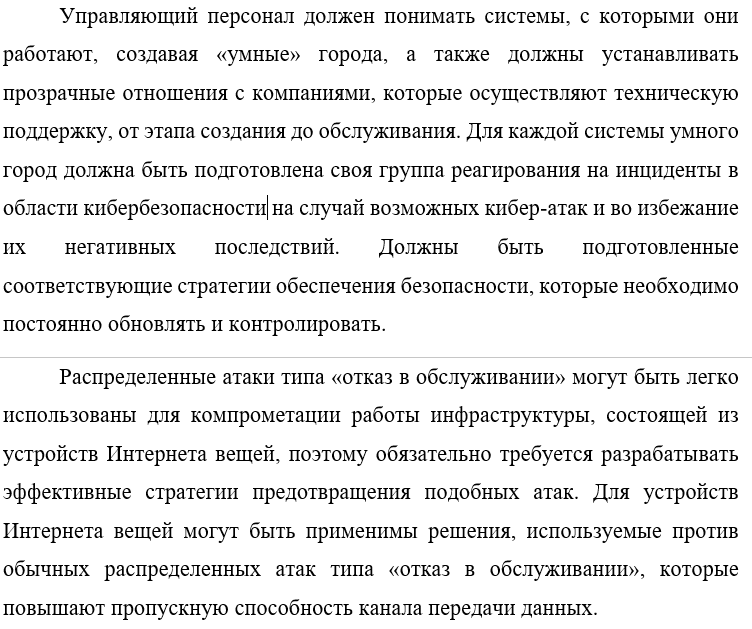 Управляющий персонал должен понимать системы, с которыми они
работают, создавая «умные» города, а также должны устанавливать
прозрачные отношения с компаниями, которые осуществляют техническую
поддержку, от этапа создания до обслуживания. Для каждой системы умного
город должна быть подготовлена своя группа реагирования на инциденты в
области кибербезопасности на случай возможных кибер-атак и во избежание
их негативных последствий. Должны быть подготовленные
соответствующие стратегии обеспечения безопасности, которые необходимо
постоянно обновлять и контролировать.
Распределенные атаки типа «отказ в обслуживании» могут быть легко
использованы для компрометации работы инфраструктуры, состоящей из
устройств Интернета вещей, поэтому обязательно требуется разрабатывать
эффективные стратегии предотвращения подобных атак. Для устройств
Интернета вещей могут быть применимы решения, используемые против
обычных распределенных атак типа «отказ в обслуживании», которые
повышают пропускную способность канала передачи данных.